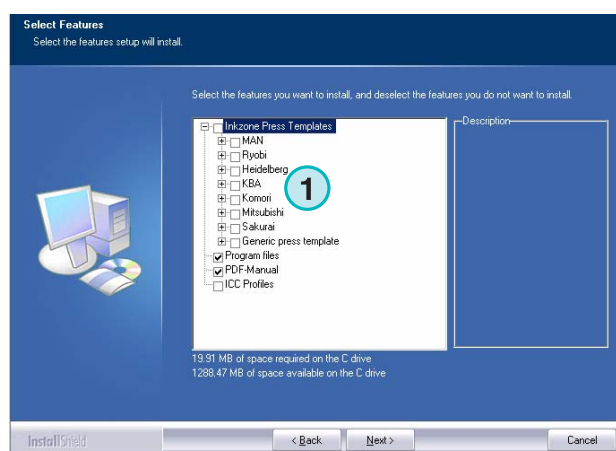 Select Features
Select the features setup will install.
Select the features you want to install, and deselect the features you do not want to install.
Inkzone Press Templates
Description
MAN
Ryobi
Heidelberg
KBA
1
Komori
Mitsubishi
Sakurai
Generic press template
Program files
PDF-Manual
ICC Profiles
19.91 MB of space required on the C drive
1288.47 MB of space available on the C drive
InstallShield
< Back
Next >
Cancel